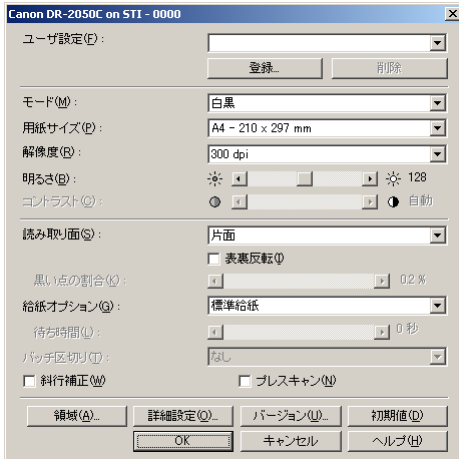 Canon DR-2050C on STI - 0000
ユーザ設定(F) :
登録... 削除
モード(M) : 白黒
用紙サイズ(P) : A4 - 210 x 297 mm
解像度(R) : 300 dpi
明るさ(B) : 128
コントラスト(C) : 自動
読み取り面(S) : 片面
表裏反転(I)
黒い点の割合(K) : 0.2 %
給紙オプション(G) : 標準給紙
待ち時間(L) : 0 秒
バッチ区切り(T) : なし
斜行補正(W) プレスキャン(N)
領域(A)... 詳細設定(O)... バージョン(U)... 初期値(D)
OK キャンセル ヘルプ(H)